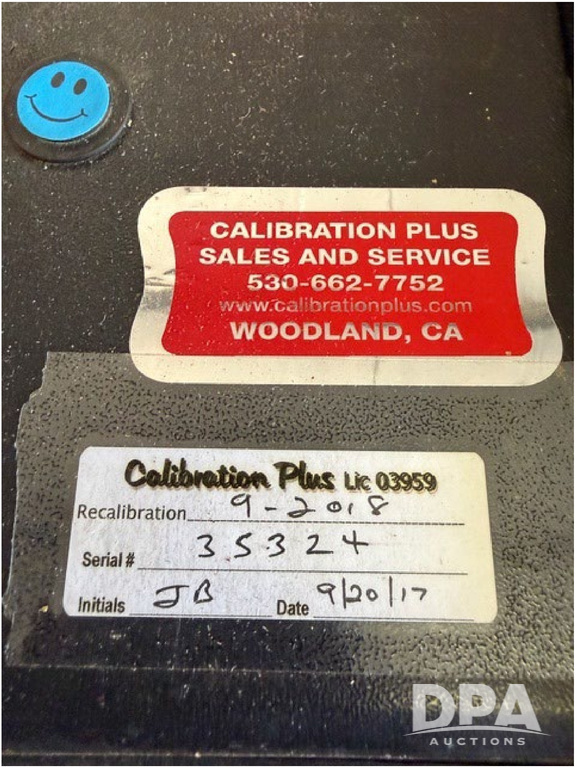 CALIBRATION PLUS
SALES AND SERVICE
530-662-7752
www.calibrationplus.com
WOODLAND, CA
Calibration Plus Lic 03959
Recalibration 9-2018
Serial # 35324
Initials JB Date 9/20/17
DPA
AUCTIONS